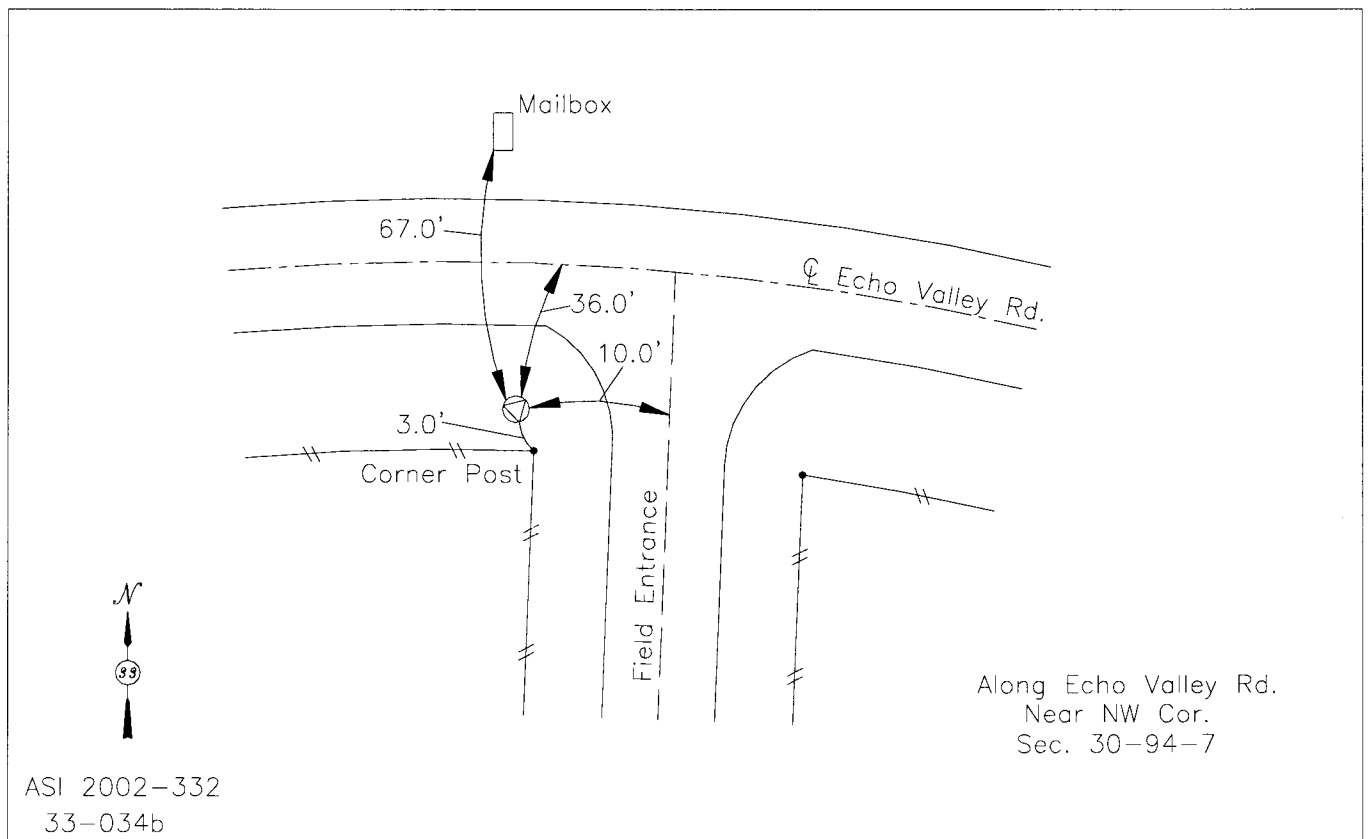 Mailbox
67.0'
℄ Echo Valley Rd.
36.0'
10.0'
3.0'
Corner Post
Field Entrance
N
33
Along Echo Valley Rd.
Near NW Cor.
Sec. 30-94-7
ASI 2002-332
33-034b